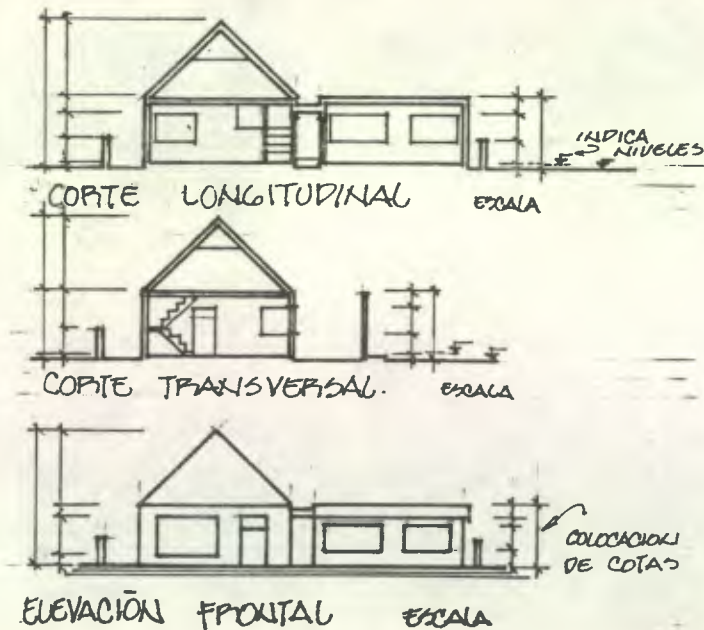 INDICA
NIVELES
CORTE LONGITUDINAL ESCALA
CORTE TRANSVERSAL. ESCALA
COLOCACION
DE COTAS
ELEVACIÓN FRONTAL ESCALA